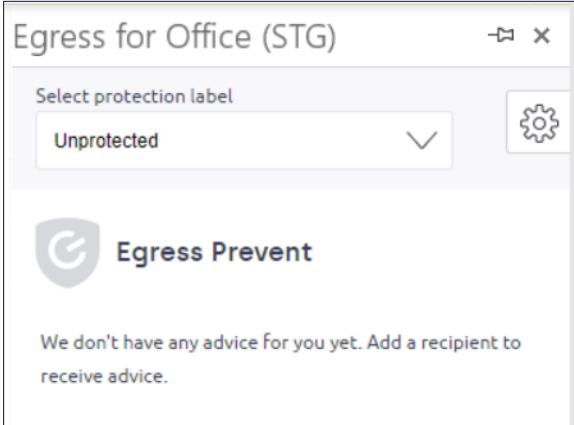 Egress for Office (STG)
Select protection label
Unprotected
Egress Prevent
We don't have any advice for you yet. Add a recipient to
receive advice.